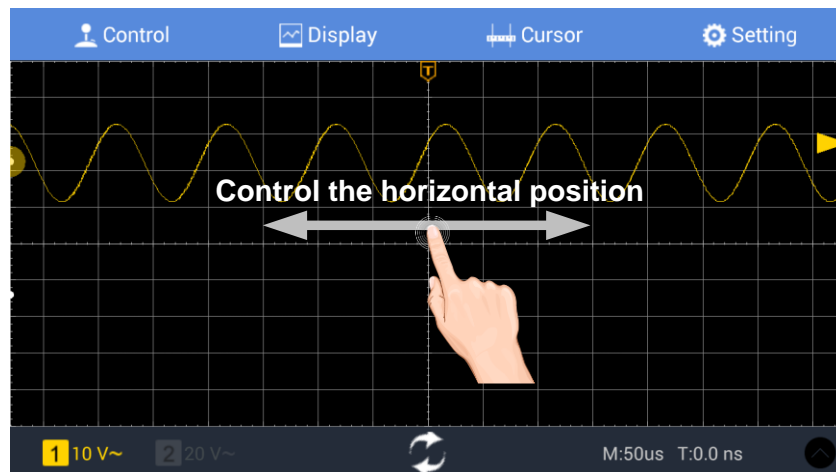 Control
Display
Cursor
Setting
T
Control the horizontal position
1 10 V~
2 20 V~
M:50us T:0.0 ns